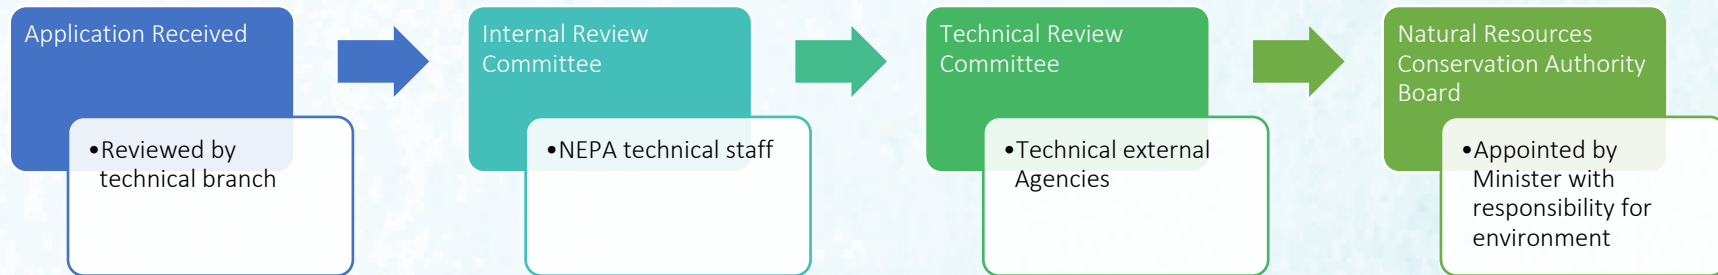 Application Received
•Reviewed by
technical branch
Internal Review
Committee
•NEPA technical staff
Technical Review
Committee
•Technical external
Agencies
Natural Resources
Conservation Authority
Board
•Appointed by
Minister with
responsibility for
environment